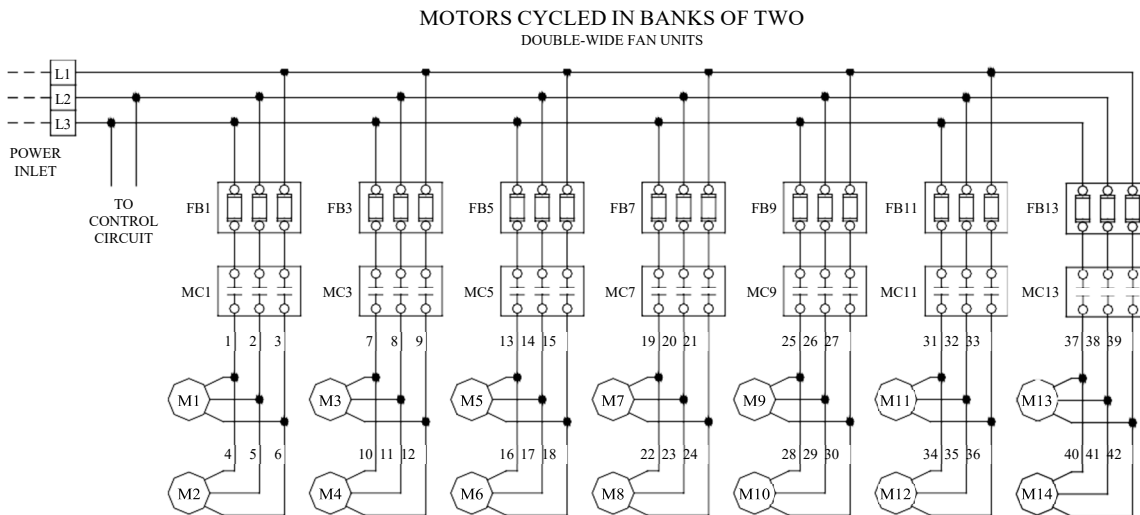 MOTORS CYCLED IN BANKS OF TWO
DOUBLE-WIDE FAN UNITS
L1
L2
L3
POWER
INLET
TO
CONTROL
CIRCUIT
FB1 FB3 FB5 FB7 FB9 FB11 FB13
MC1 MC3 MC5 MC7 MC9 MC11 MC13
1 2 3 7 8 9 13 14 15 19 20 21 25 26 27 31 32 33 37 38 39
M1 M3 M5 M7 M9 M11 M13
4 5 6 10 11 12 16 17 18 22 23 24 28 29 30 34 35 36 40 41 42
M2 M4 M6 M8 M10 M12 M14